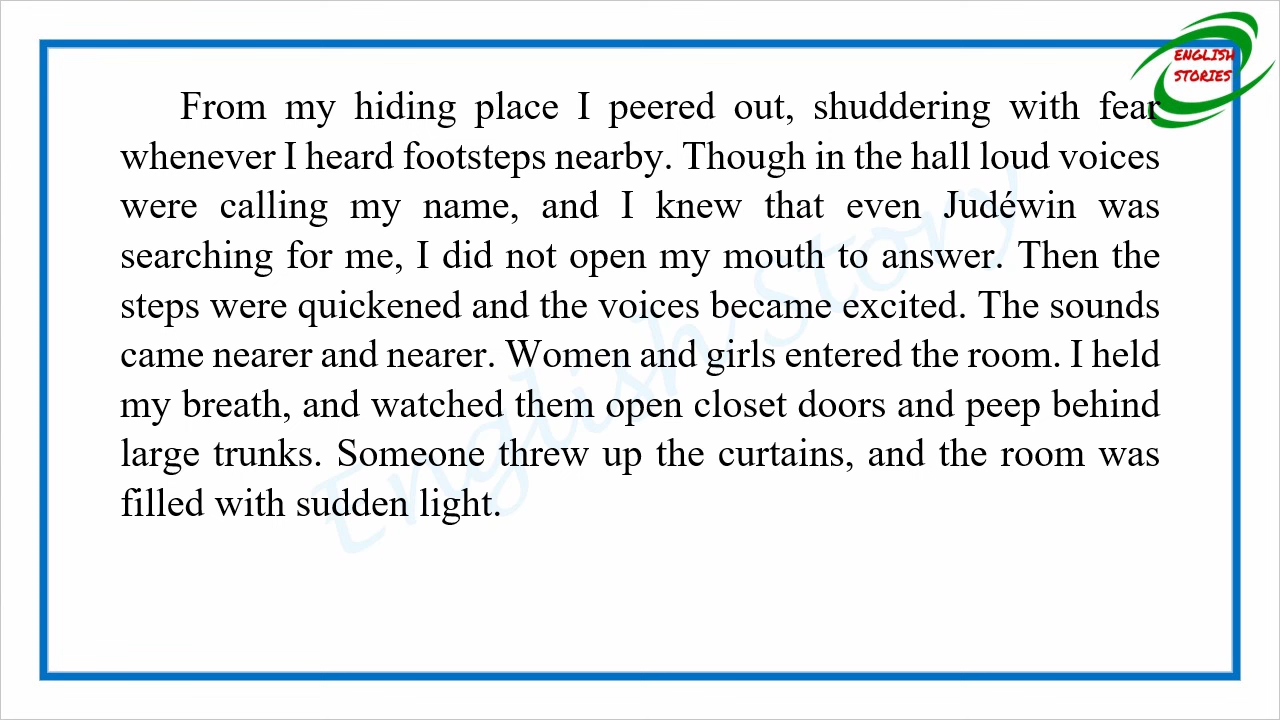 ENGLISH
STORIES
From my hiding place I peered out, shuddering with fear
whenever I heard footsteps nearby. Though in the hall loud voices
were calling my name, and I knew that even Judéwin was
searching for me, I did not open my mouth to answer. Then the
steps were quickened and the voices became excited. The sounds
came nearer and nearer. Women and girls entered the room. I held
my breath, and watched them open closet doors and peep behind
large trunks. Someone threw up the curtains, and the room was
filled with sudden light.
English Story